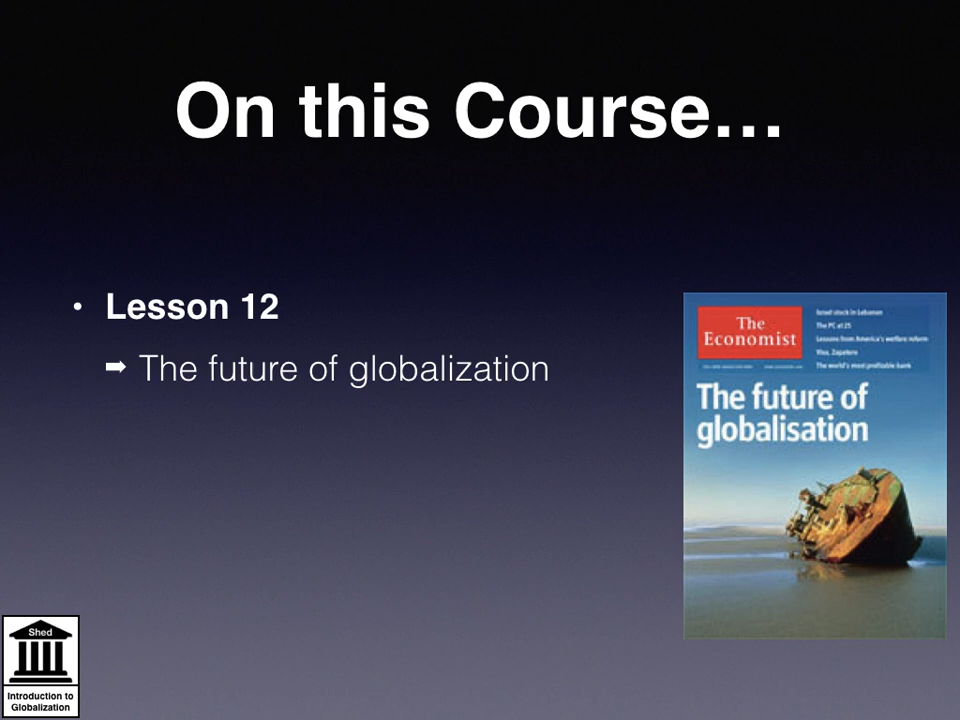 On this Course…
• Lesson 12
➡ The future of globalization
The
Economist
Israel stuck in Lebanon
The PC at 25
Lessons from America's welfare reform
Viva, Zapatero
The world's most profitable bank
The future of
globalisation
Shed
Introduction to
Globalization